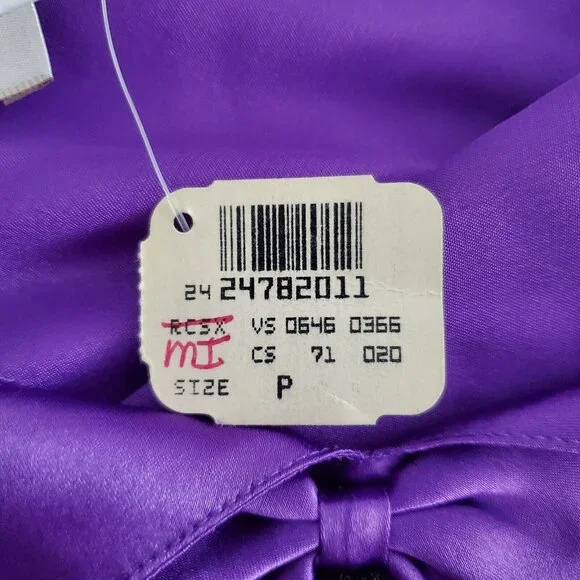 24 24782011
RCSX VS 0646 0366
MI CS 71 020
SIZE P